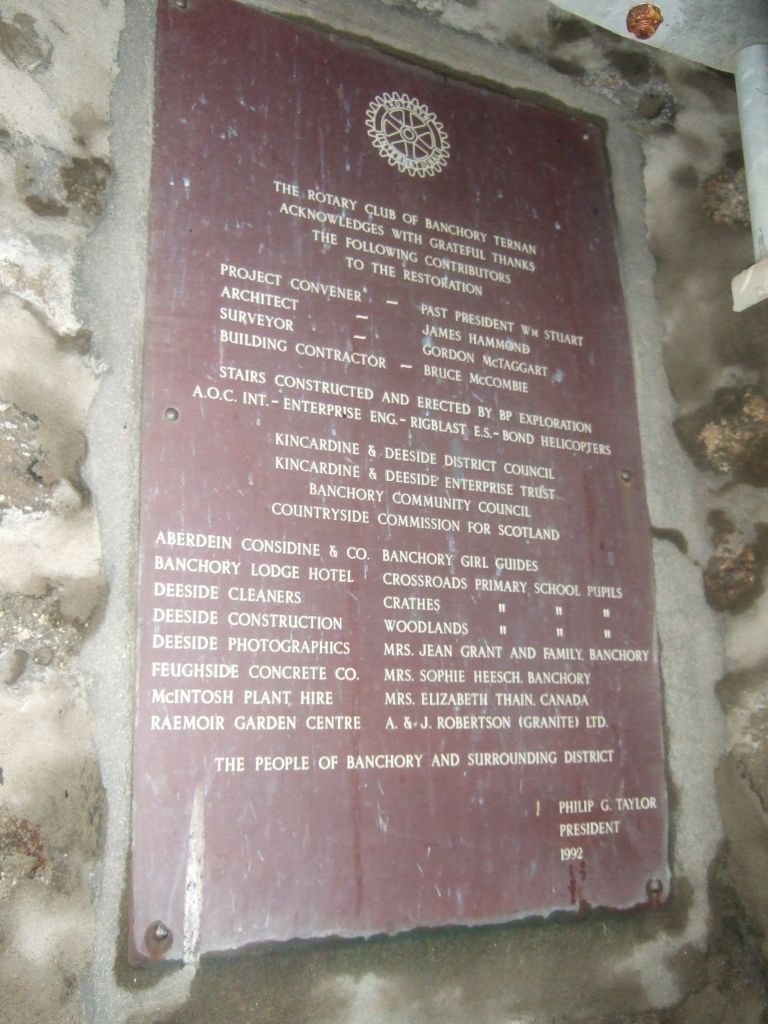 ROTARY INTERNATIONAL
THE ROTARY CLUB OF BANCHORY TERNAN
ACKNOWLEDGES WITH GRATEFUL THANKS
THE FOLLOWING CONTRIBUTORS
TO THE RESTORATION
PROJECT CONVENER – PAST PRESIDENT WM STUART
ARCHITECT – JAMES HAMMOND
SURVEYOR – GORDON McTAGGART
BUILDING CONTRACTOR – BRUCE McCOMBIE
STAIRS CONSTRUCTED AND ERECTED BY BP EXPLORATION
A.O.C. INT.- ENTERPRISE ENG.- RIGBLAST E.S.- BOND HELICOPTERS
KINCARDINE & DEESIDE DISTRICT COUNCIL
KINCARDINE & DEESIDE ENTERPRISE TRUST
BANCHORY COMMUNITY COUNCIL
COUNTRYSIDE COMMISSION FOR SCOTLAND
ABERDEIN CONSIDINE & CO. BANCHORY GIRL GUIDES
BANCHORY LODGE HOTEL CROSSROADS PRIMARY SCHOOL PUPILS
DEESIDE CLEANERS CRATHES " " "
DEESIDE CONSTRUCTION WOODLANDS " " "
DEESIDE PHOTOGRAPHICS MRS. JEAN GRANT AND FAMILY, BANCHORY
FEUGHSIDE CONCRETE CO. MRS. SOPHIE HEESCH, BANCHORY
McINTOSH PLANT HIRE MRS. ELIZABETH THAIN, CANADA
RAEMOIR GARDEN CENTRE A. & J. ROBERTSON (GRANITE) LTD.
THE PEOPLE OF BANCHORY AND SURROUNDING DISTRICT
PHILIP G. TAYLOR
PRESIDENT
1992